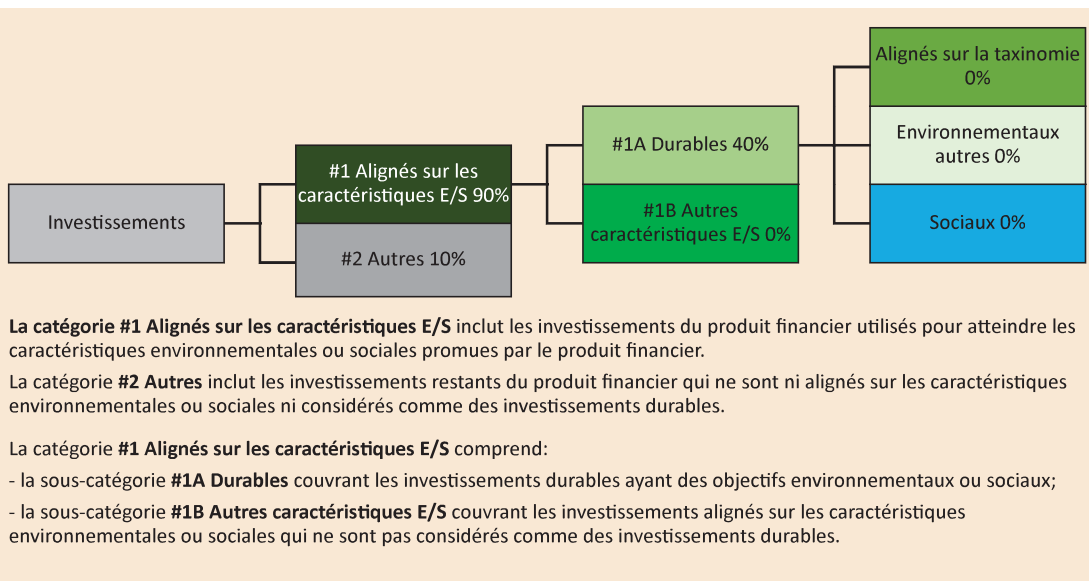 Investissements
#1 Alignés sur les
caractéristiques E/S 90%
#2 Autres 10%
#1A Durables 40%
#1B Autres
caractéristiques E/S 0%
Alignés sur la taxinomie
0%
Environnementaux
autres 0%
Sociaux 0%
La catégorie #1 Alignés sur les caractéristiques E/S inclut les investissements du produit financier utilisés pour atteindre les
caractéristiques environnementales ou sociales promues par le produit financier.
La catégorie #2 Autres inclut les investissements restants du produit financier qui ne sont ni alignés sur les caractéristiques
environnementales ou sociales ni considérés comme des investissements durables.
La catégorie #1 Alignés sur les caractéristiques E/S comprend:
- la sous-catégorie #1A Durables couvrant les investissements durables ayant des objectifs environnementaux ou sociaux;
- la sous-catégorie #1B Autres caractéristiques E/S couvrant les investissements alignés sur les caractéristiques
environnementales ou sociales qui ne sont pas considérés comme des investissements durables.